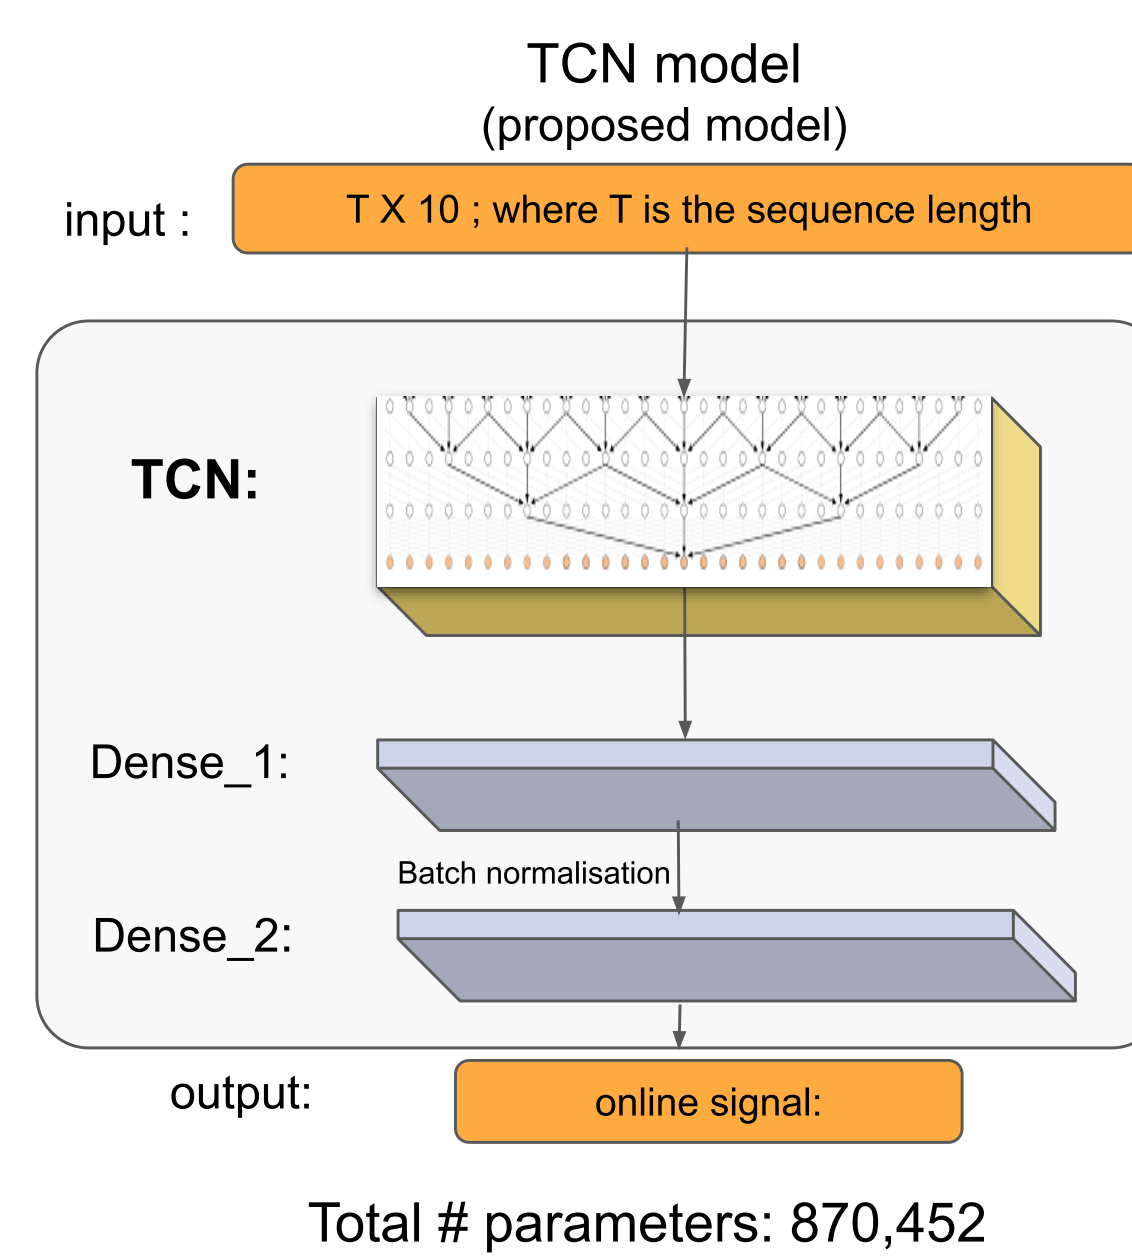 TCN model
(proposed model)
input :
T X 10 ; where T is the sequence length
TCN:
Dense_1:
Batch normalisation
Dense_2:
output:
online signal:
Total # parameters: 870,452